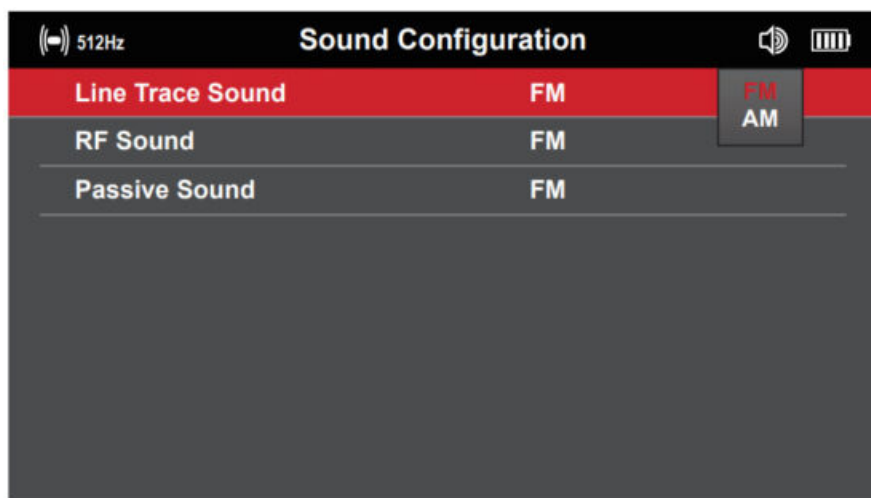 512Hz Sound Configuration
Line Trace Sound FM FM
AM
RF Sound FM
Passive Sound FM